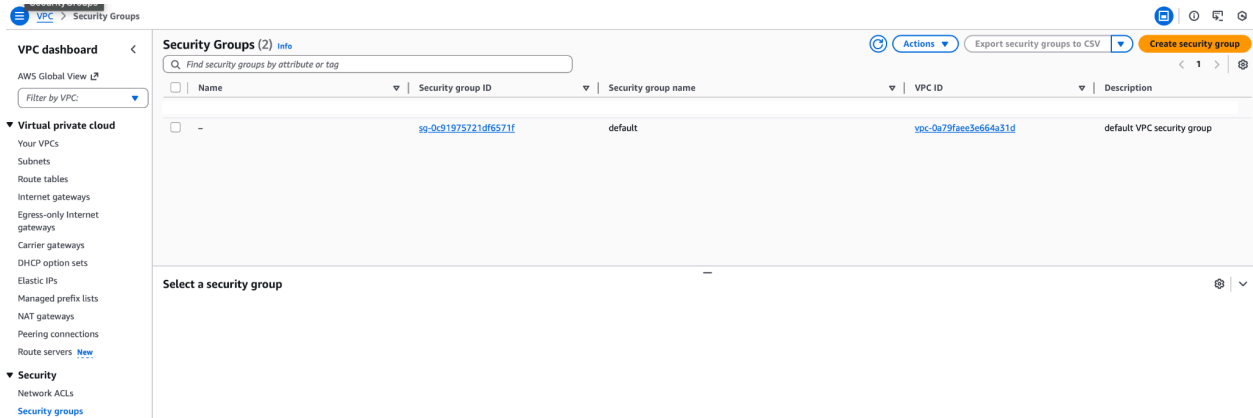 Security Groups
VPC > Security Groups
VPC dashboard
AWS Global View
Filter by VPC:
Virtual private cloud
Your VPCs
Subnets
Route tables
Internet gateways
Egress-only Internet
gateways
Carrier gateways
DHCP option sets
Elastic IPs
Managed prefix lists
NAT gateways
Peering connections
Route servers New
Security
Network ACLs
Security groups
Security Groups (2) Info
Actions
Export security groups to CSV
Create security group
Find security groups by attribute or tag
1
Name Security group ID Security group name VPC ID Description
– sg-0c91975721df6571f default vpc-0a79faee3e664a31d default VPC security group
Select a security group